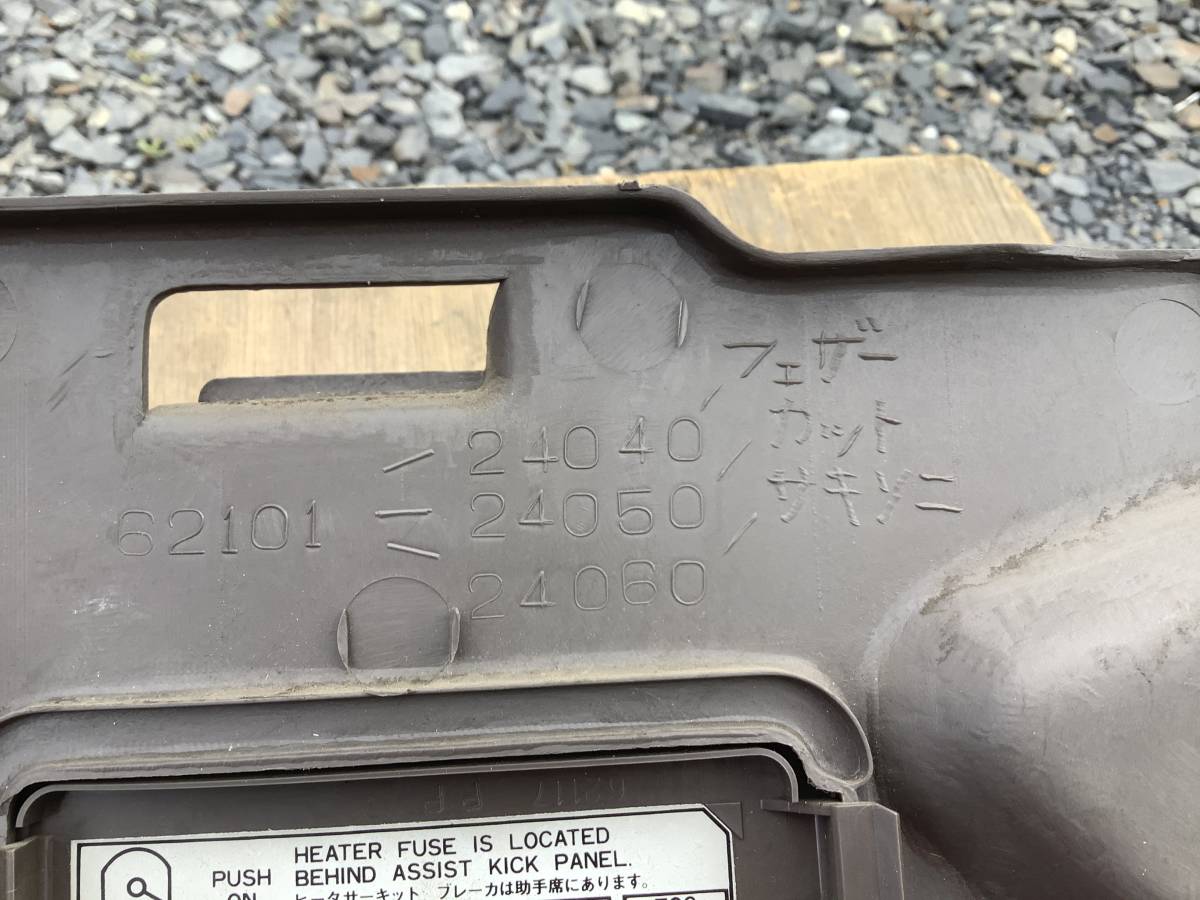 フェザー
24040 カット
62101 24050 サキソニ
24060
HEATER FUSE IS LOCATED
PUSH BEHIND ASSIST KICK PANEL.
ON ヒータサーキット ブレーカは助手席にあります。